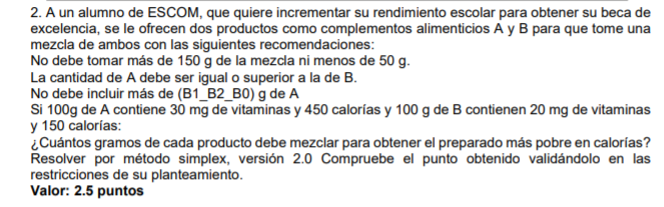 2. A un alumno de ESCOM, que quiere incrementar su rendimiento escolar para obtener su beca de
excelencia, se le ofrecen dos productos como complementos alimenticios A y B para que tome una
mezcla de ambos con las siguientes recomendaciones:
No debe tomar más de 150 g de la mezcla ni menos de 50 g.
La cantidad de A debe ser igual o superior a la de B.
No debe incluir más de (B1_B2_B0) g de A
Si 100g de A contiene 30 mg de vitaminas y 450 calorías y 100 g de B contienen 20 mg de vitaminas
y 150 calorías:
¿Cuántos gramos de cada producto debe mezclar para obtener el preparado más pobre en calorías?
Resolver por método simplex, versión 2.0 Compruebe el punto obtenido validándolo en las
restricciones de su planteamiento.
Valor: 2.5 puntos